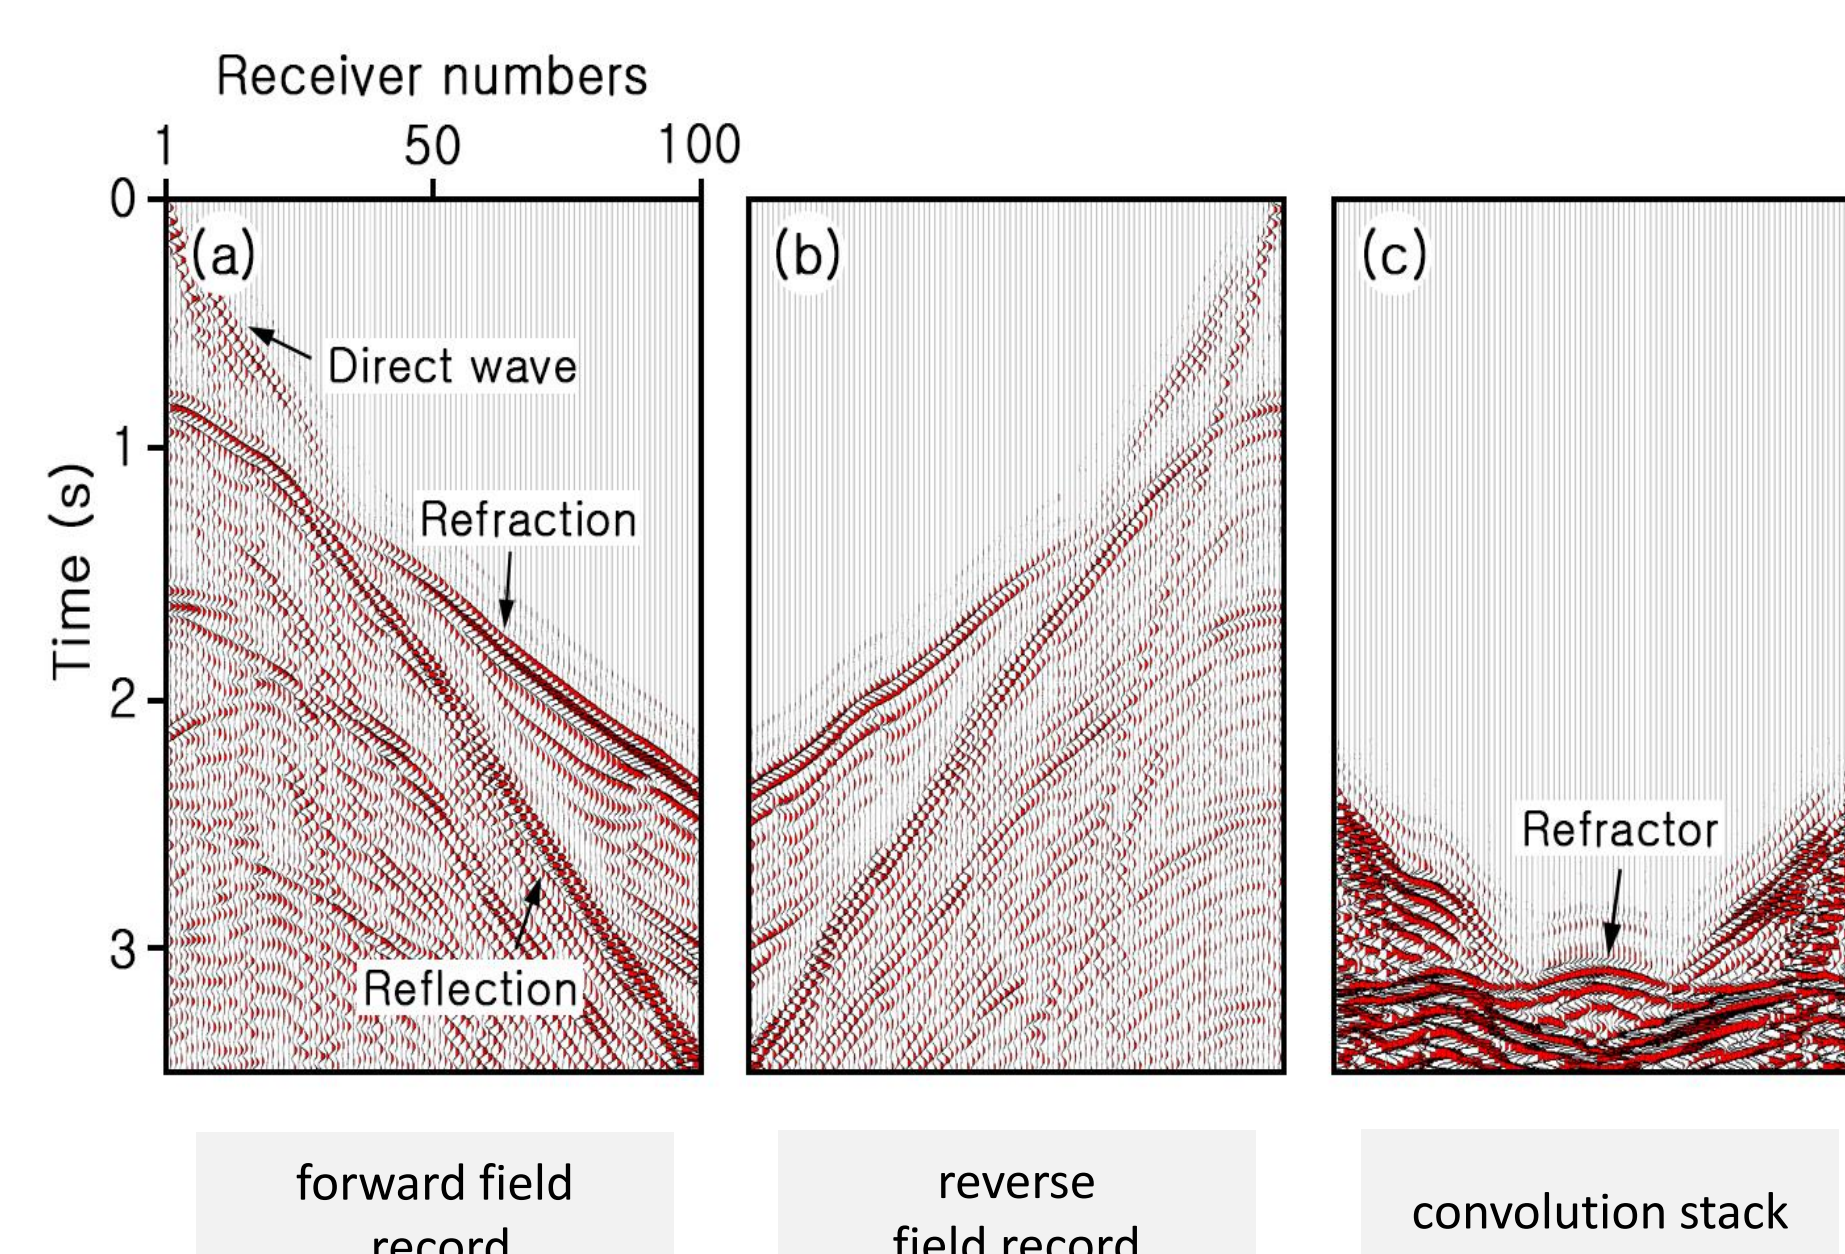 Receiver numbers
1 50 100
0
(a)
(b)
(c)
Direct wave
1
Time (s)
Refraction
2
Refractor
3
Reflection
forward field
record
reverse
field record
convolution stack